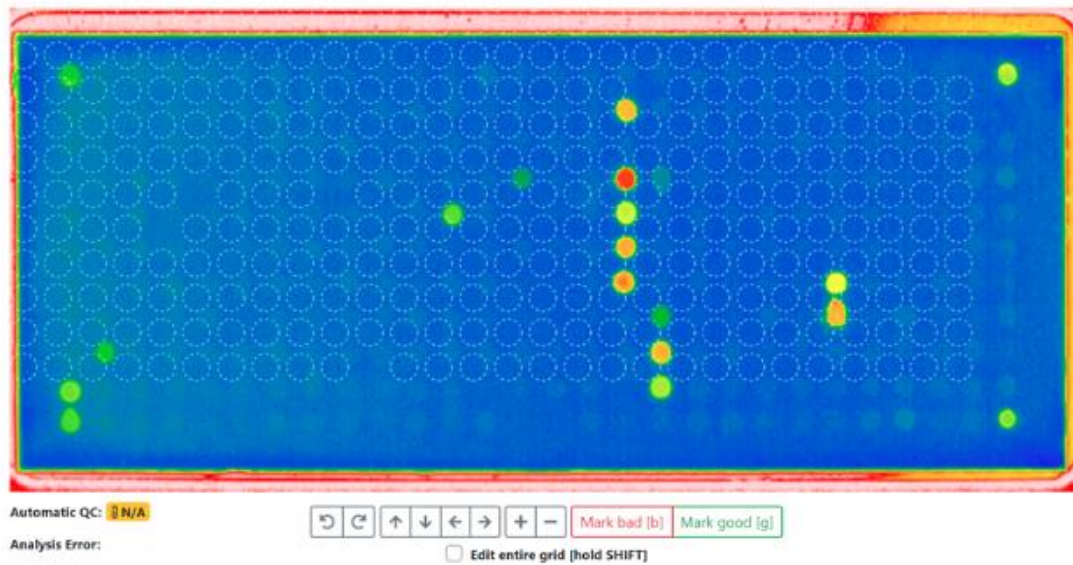 Automatic QC: N/A
Mark bad [b] Mark good [g]
Analysis Error:
Edit entire grid [hold SHIFT]